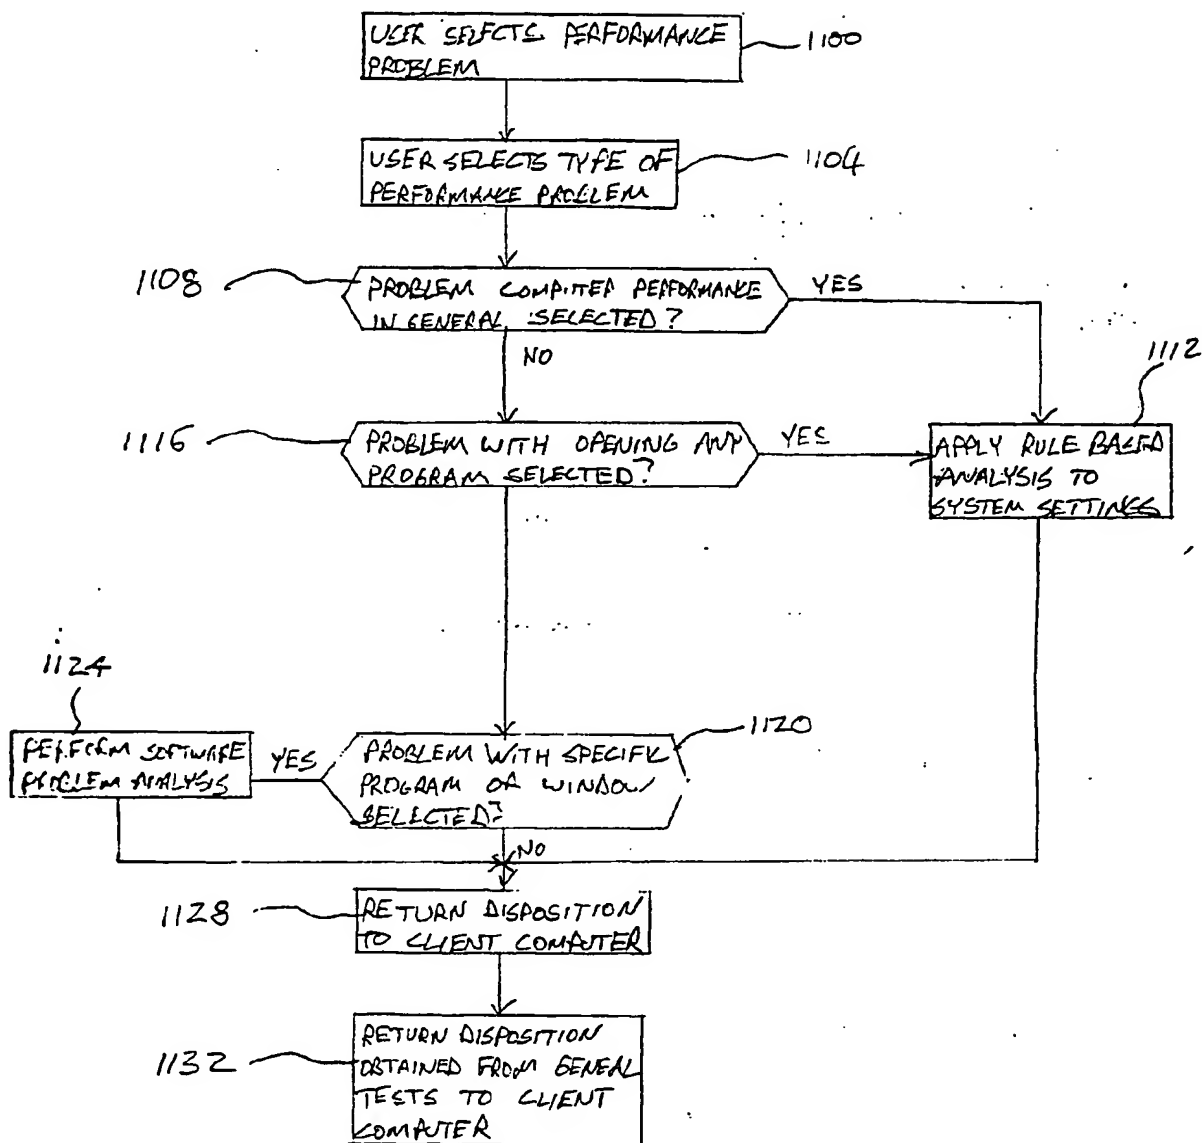 USER SELECTS PERFORMANCE
PROBLEM
1100
USER SELECTS TYPE OF
PERFORMANCE PROBLEM
1104
1108
PROBLEM COMPUTER PERFORMANCE
IN GENERAL SELECTED?
YES
NO
1112
1116
PROBLEM WITH OPENING ANY
PROGRAM SELECTED?
YES
APPLY RULE BASED
ANALYSIS TO
SYSTEM SETTINGS
1124
PERFORM SOFTWARE
PROBLEM ANALYSIS
YES
1120
PROBLEM WITH SPECIFIC
PROGRAM OR WINDOW
SELECTED?
NO
1128
RETURN DISPOSITION
TO CLIENT COMPUTER
1132
RETURN DISPOSITION
OBTAINED FROM GENERAL
TESTS TO CLIENT
COMPUTER